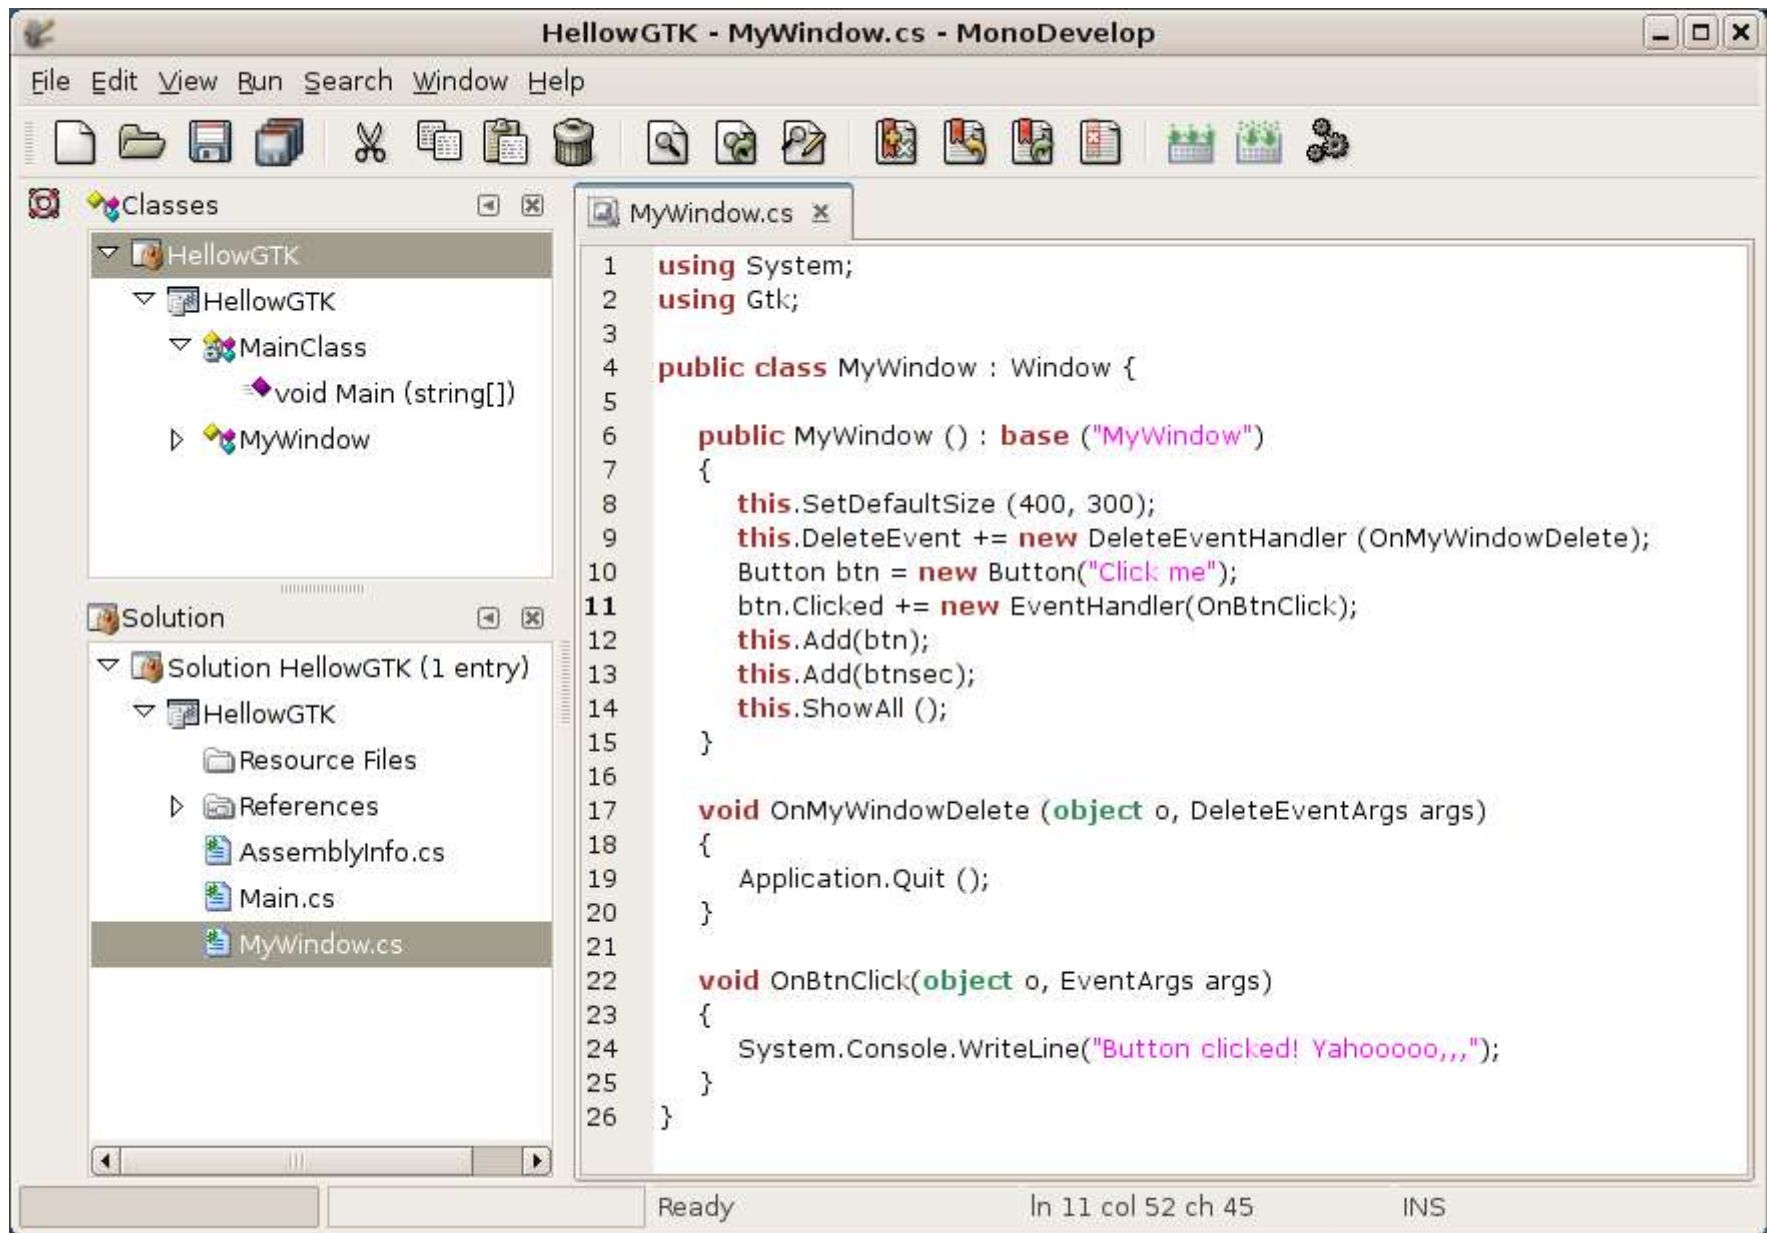 HellowGTK - MyWindow.cs - MonoDevelop
File Edit View Run Search Window Help
Classes
HellowGTK
HellowGTK
MainClass
void Main (string[])
MyWindow
Solution
Solution HellowGTK (1 entry)
HellowGTK
Resource Files
References
AssemblyInfo.cs
Main.cs
MyWindow.cs
MyWindow.cs
1 using System;
2 using Gtk;
3
4 public class MyWindow : Window {
5
6 public MyWindow () : base ("MyWindow")
7 {
8 this.SetDefaultSize (400, 300);
9 this.DeleteEvent += new DeleteEventHandler (OnMyWindowDelete);
10 Button btn = new Button("Click me");
11 btn.Clicked += new EventHandler(OnBtnClick);
12 this.Add(btn);
13 this.Add(btnsec);
14 this.ShowAll ();
15 }
16
17 void OnMyWindowDelete (object o, DeleteEventArgs args)
18 {
19 Application.Quit ();
20 }
21
22 void OnBtnClick(object o, EventArgs args)
23 {
24 System.Console.WriteLine("Button clicked! Yahooooo,,,");
25 }
26 }
Ready ln 11 col 52 ch 45 INS